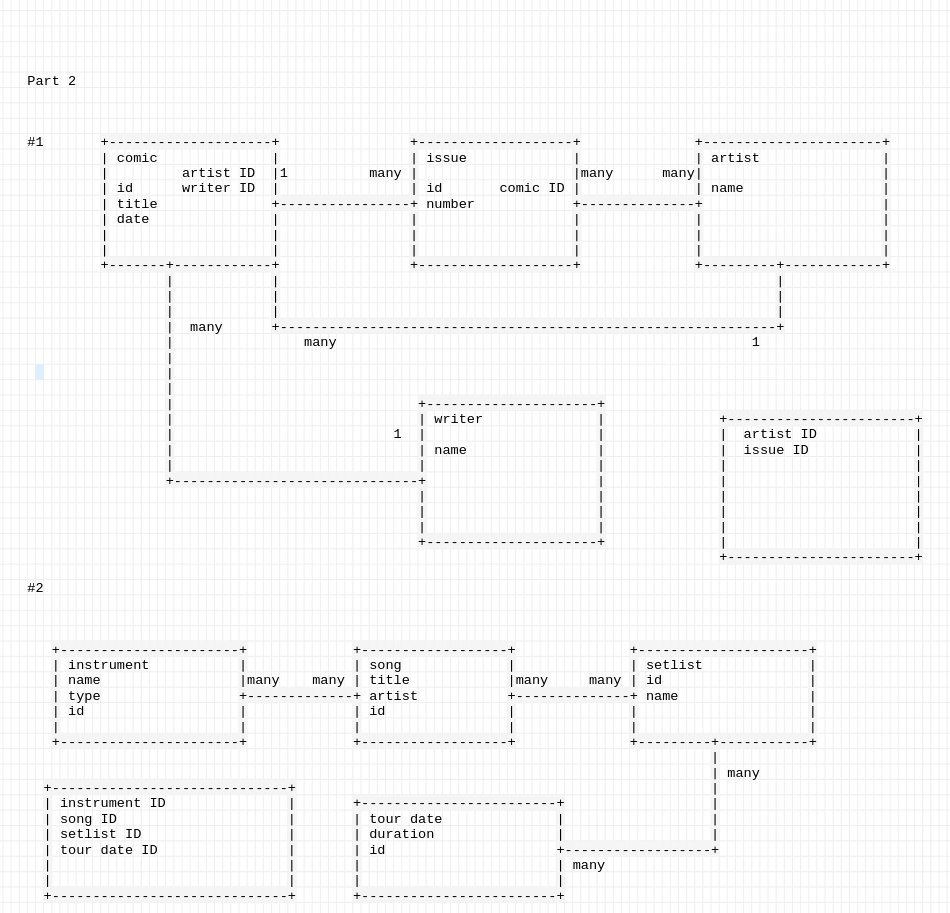 Part 2
#1
comic
artist ID
id writer ID
title
date
1 many
issue
id comic ID
number
many many
artist
name
many
many 1
1
writer
name
artist ID
issue ID
#2
instrument
name
type
id
many many
song
title
artist
id
many many
setlist
id
name
many
instrument ID
song ID
setlist ID
tour date ID
tour date
duration
id
many